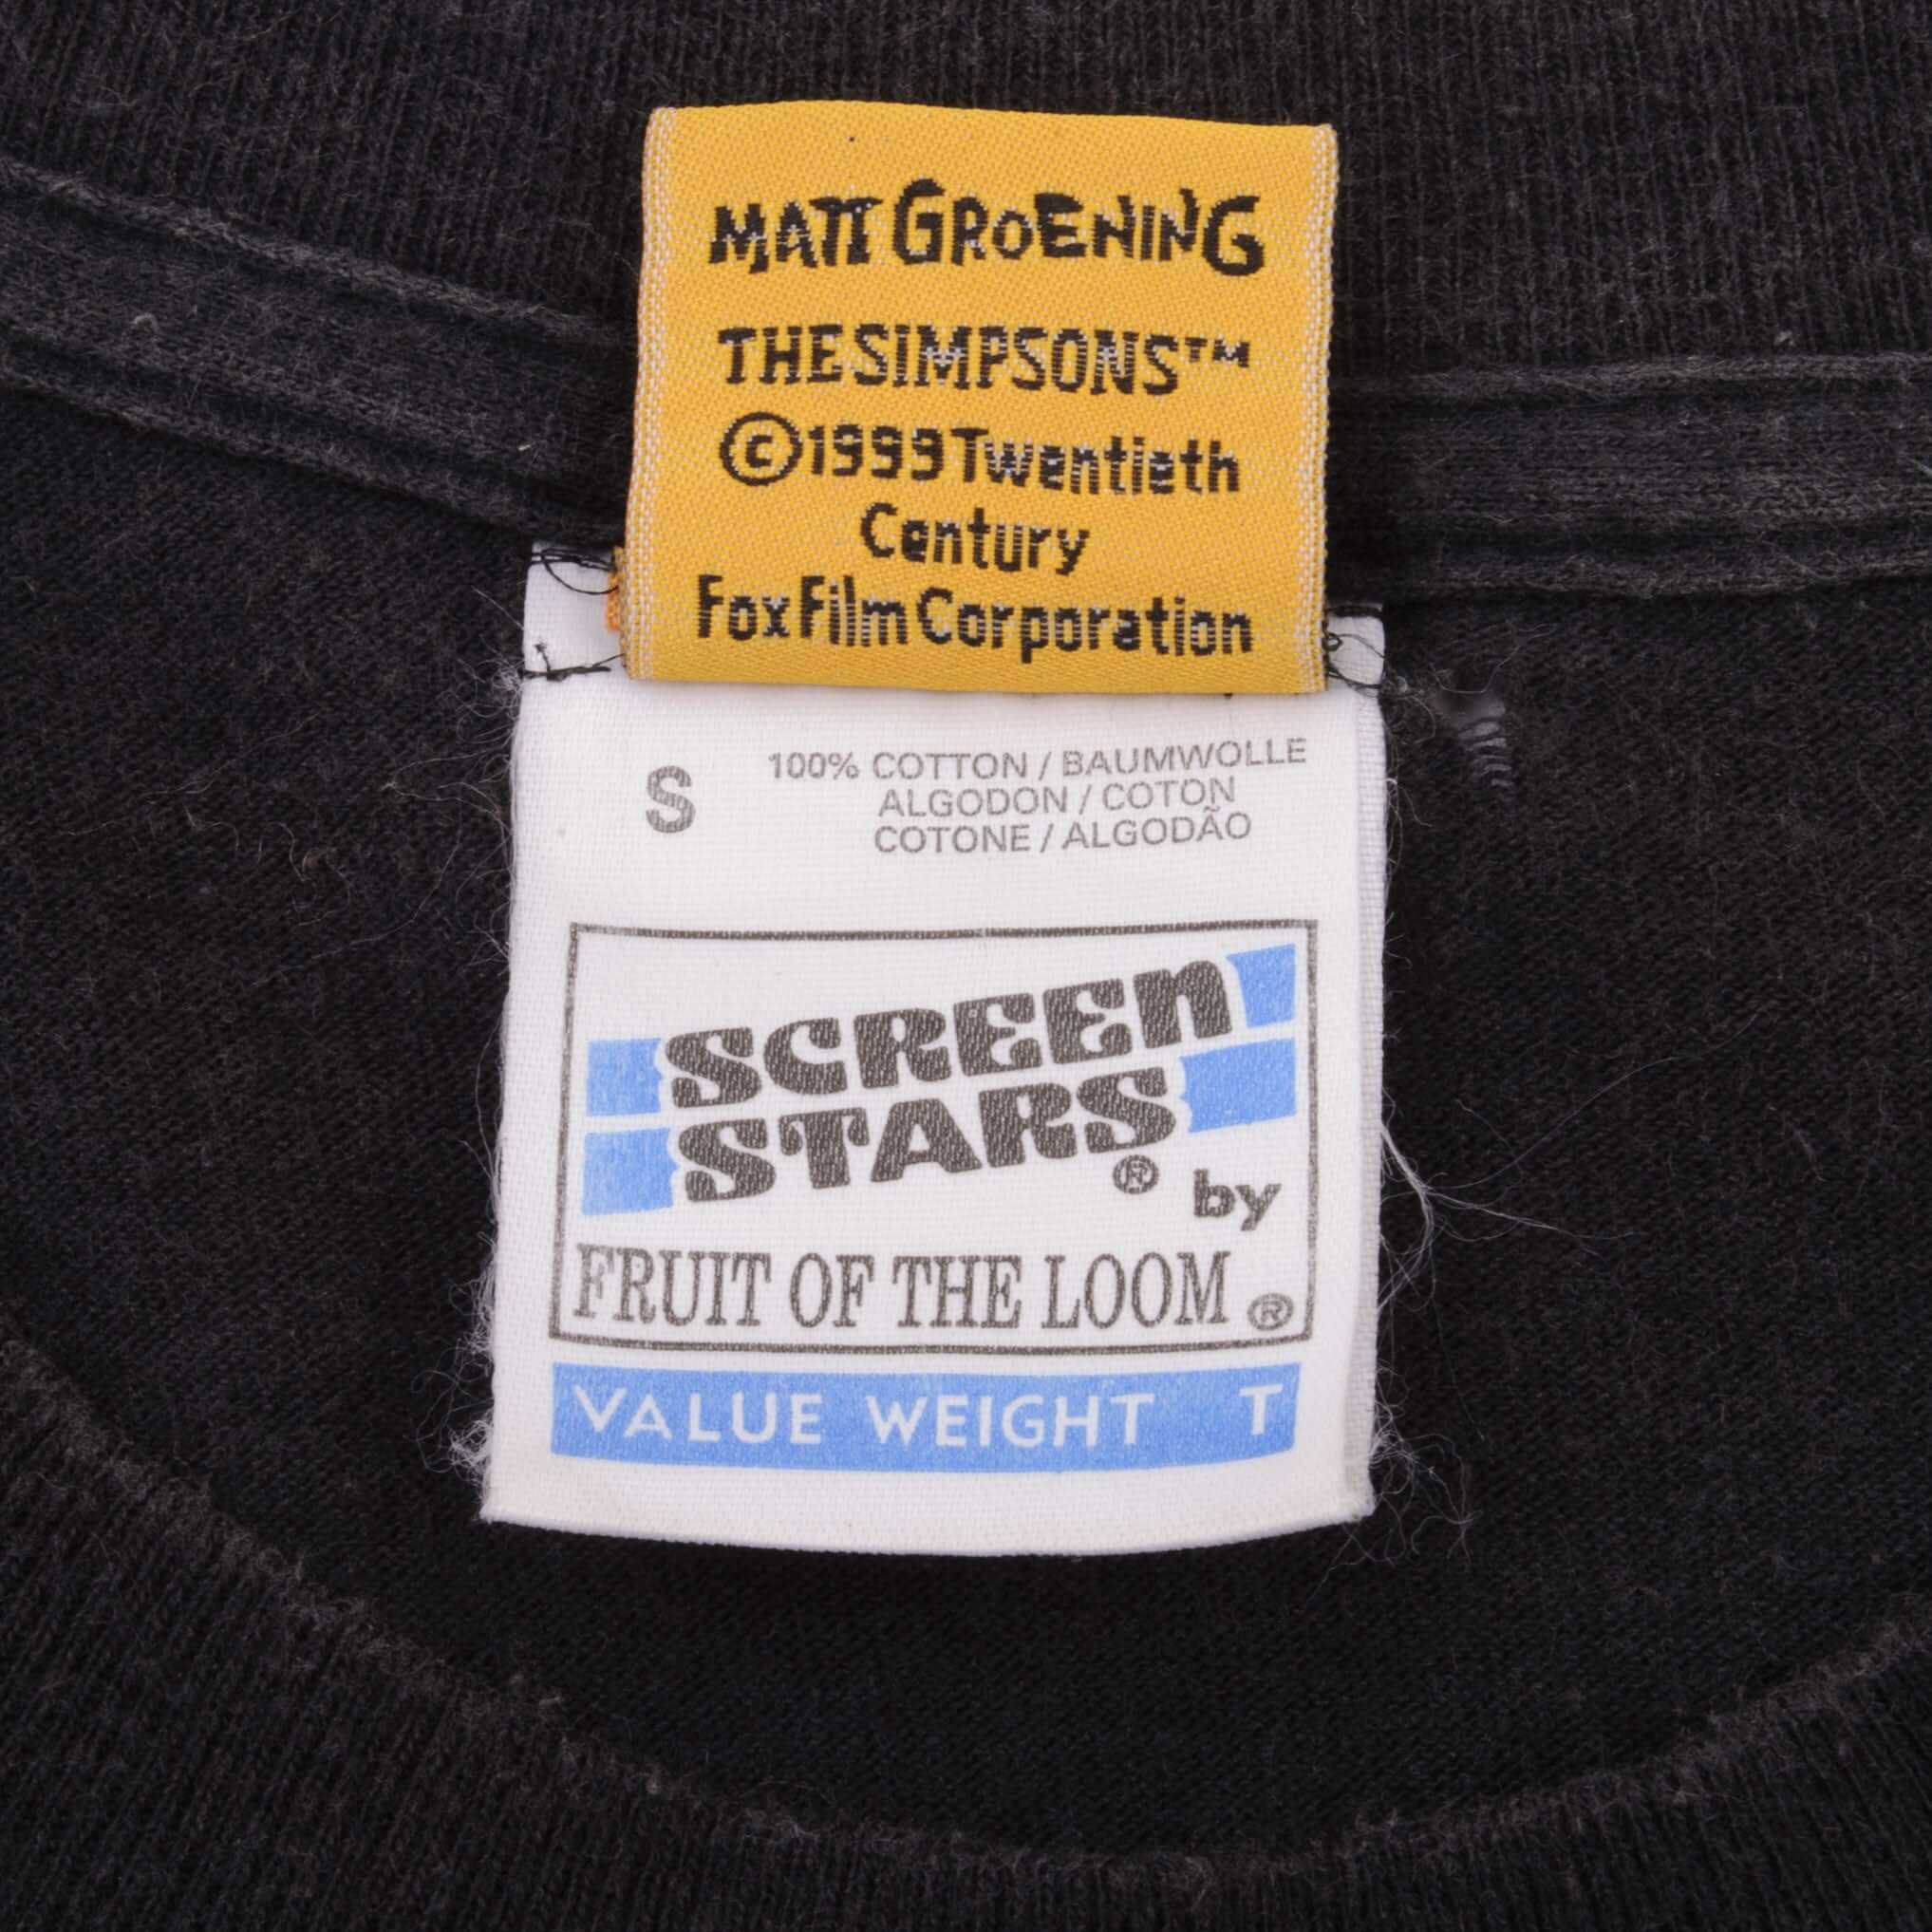 MATT GROENING
THE SIMPSONS™
©1999 Twentieth
Century
Fox Film Corporation
S
100% COTTON / BAUMWOLLE
ALGODON / COTON
COTONE / ALGODÃO
SCREEN
STARS® by
FRUIT OF THE LOOM®
VALUE WEIGHT T